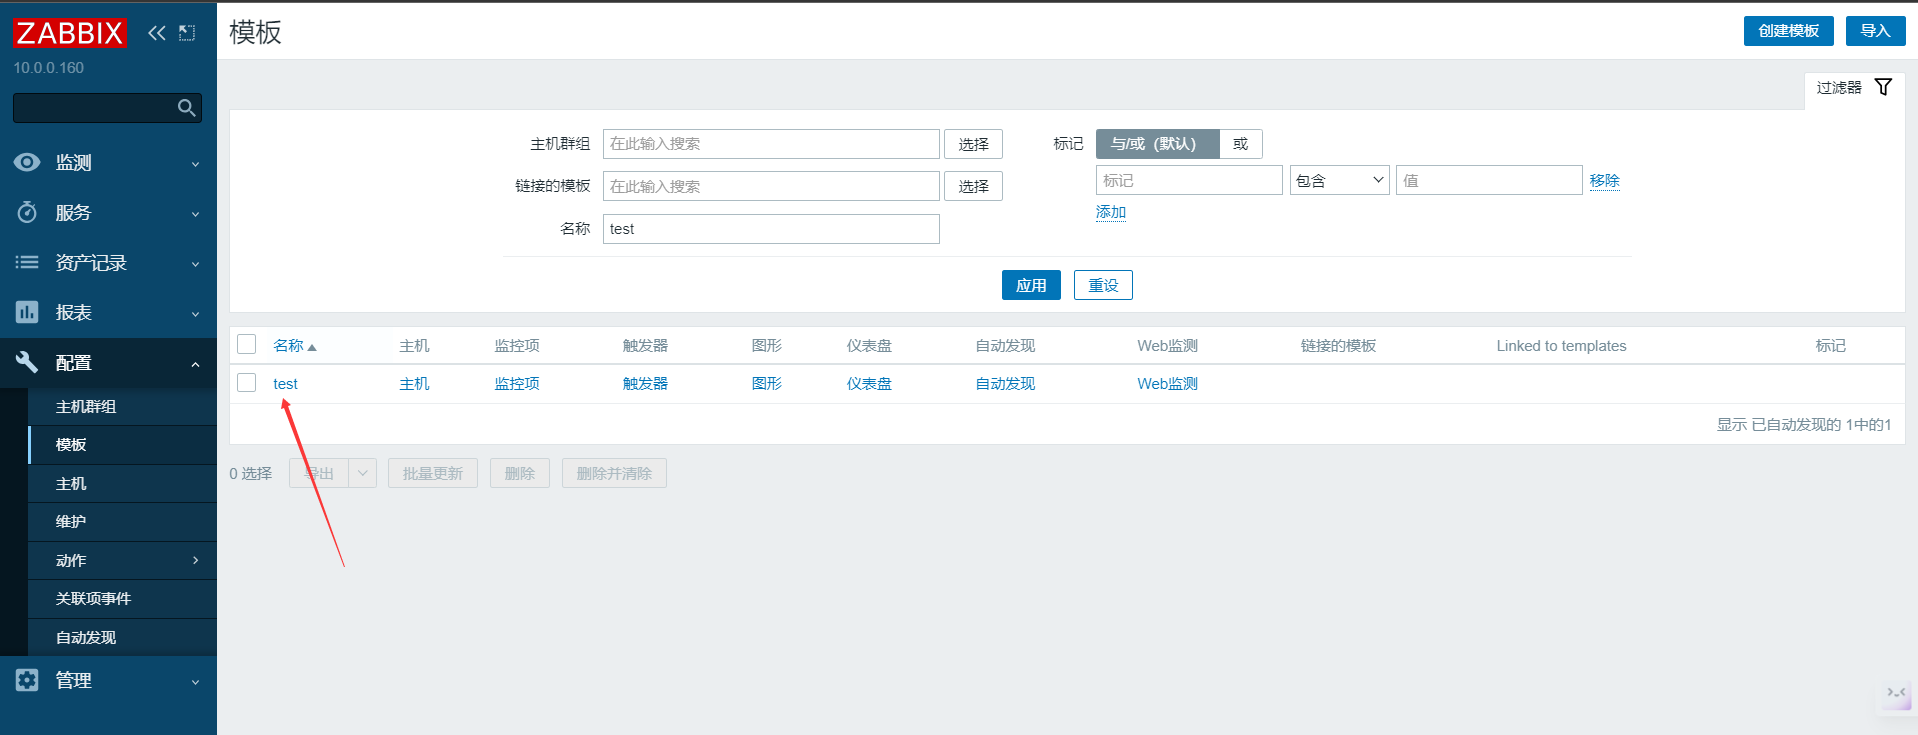 ZABBIX
10.0.0.160
监测
服务
资产记录
报表
配置
主机群组
模板
主机
维护
动作
关联项事件
自动发现
管理
模板
创建模板 导入
过滤器
主机群组 在此输入搜索 选择
链接的模板 在此输入搜索 选择
名称 test
标记 与/或（默认） 或
标记 包含 值 移除
添加
应用 重设
名称 主机 监控项 触发器 图形 仪表盘 自动发现 Web监测 链接的模板 Linked to templates 标记
test 主机 监控项 触发器 图形 仪表盘 自动发现 Web监测
显示 已自动发现的 1中的1
0 选择 导出 批量更新 删除 删除并清除